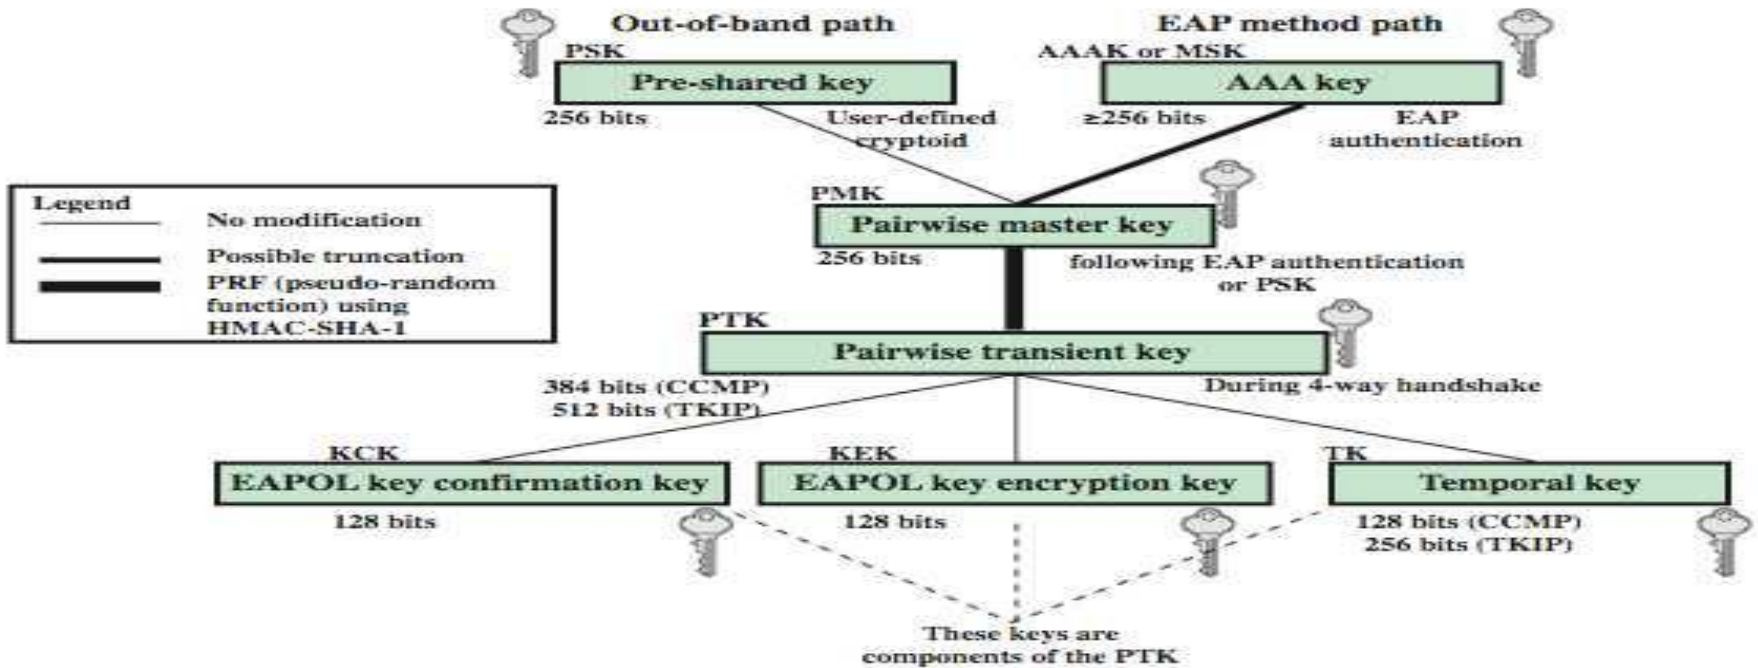 Out-of-band path
EAP method path
PSK
AAAK or MSK
Pre-shared key
AAA key
256 bits
User-defined
cryptoid
≥256 bits
EAP
authentication
Legend
No modification
Possible truncation
PRF (pseudo-random
function) using
HMAC-SHA-1
PMK
Pairwise master key
256 bits
following EAP authentication
or PSK
PTK
Pairwise transient key
384 bits (CCMP)
512 bits (TKIP)
During 4-way handshake
KCK
KEK
TK
EAPOL key confirmation key
EAPOL key encryption key
Temporal key
128 bits
128 bits
128 bits (CCMP)
256 bits (TKIP)
These keys are
components of the PTK